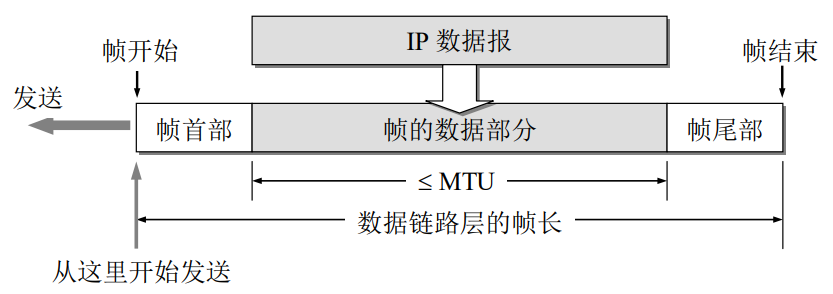 IP 数据报
帧开始
帧结束
发送
帧首部
帧的数据部分
帧尾部
≤ MTU
数据链路层的帧长
从这里开始发送